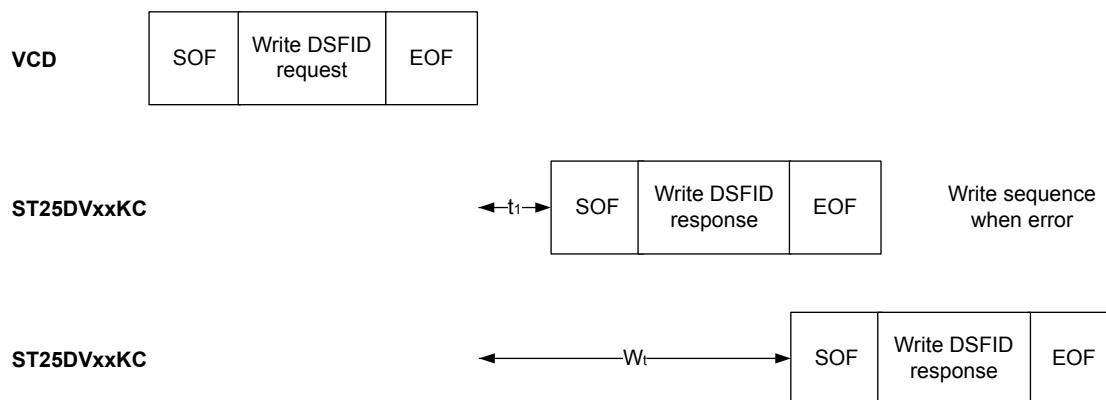 VCD
SOF
Write DSFID
request
EOF
ST25DVxxKC
t1
SOF
Write DSFID
response
EOF
Write sequence
when error
ST25DVxxKC
Wt
SOF
Write DSFID
response
EOF